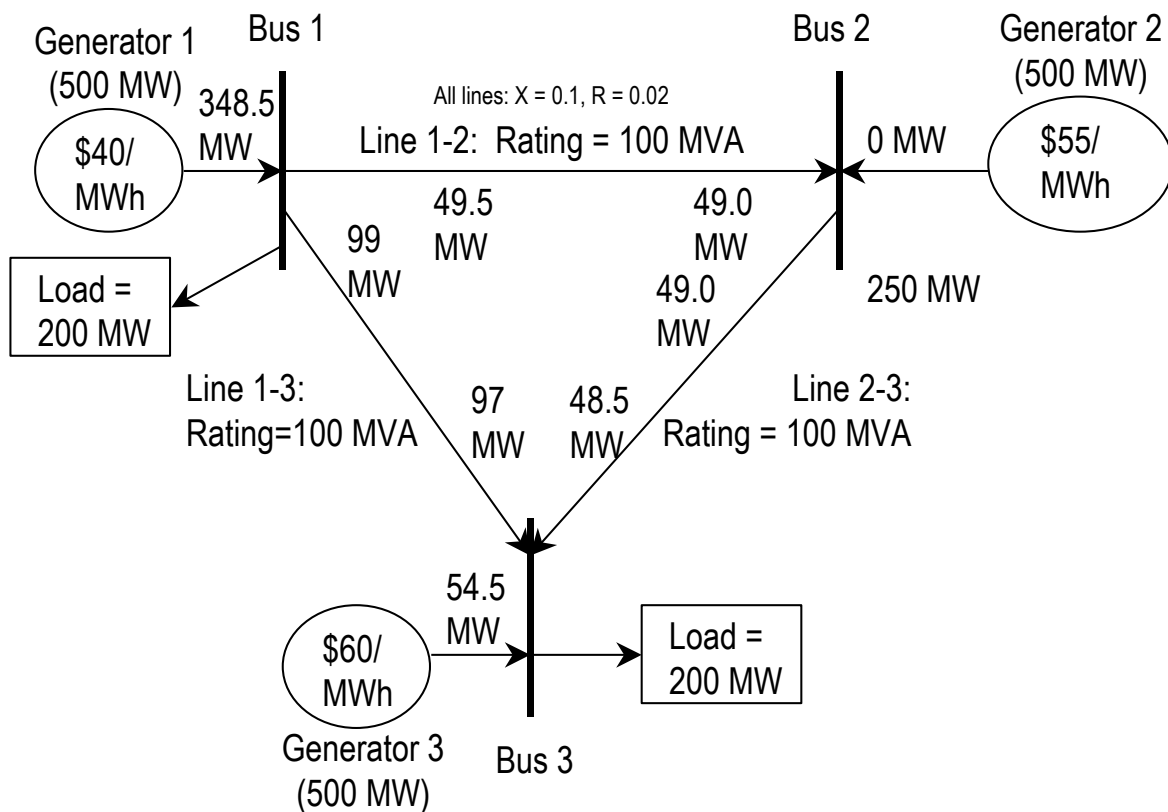 Bus 1
Bus 2
Generator 1
(500 MW)
Generator 2
(500 MW)
348.5
MW
All lines: X = 0.1, R = 0.02
Line 1-2:  Rating = 100 MVA
0 MW
$40/
MWh
$55/
MWh
49.5
MW
49.0
MW
99
MW
49.0
MW
250 MW
Load =
200 MW
Line 1-3:
Rating=100 MVA
97
MW
48.5
MW
Line 2-3:
Rating = 100 MVA
54.5
MW
$60/
MWh
Load =
200 MW
Generator 3
(500 MW)
Bus 3